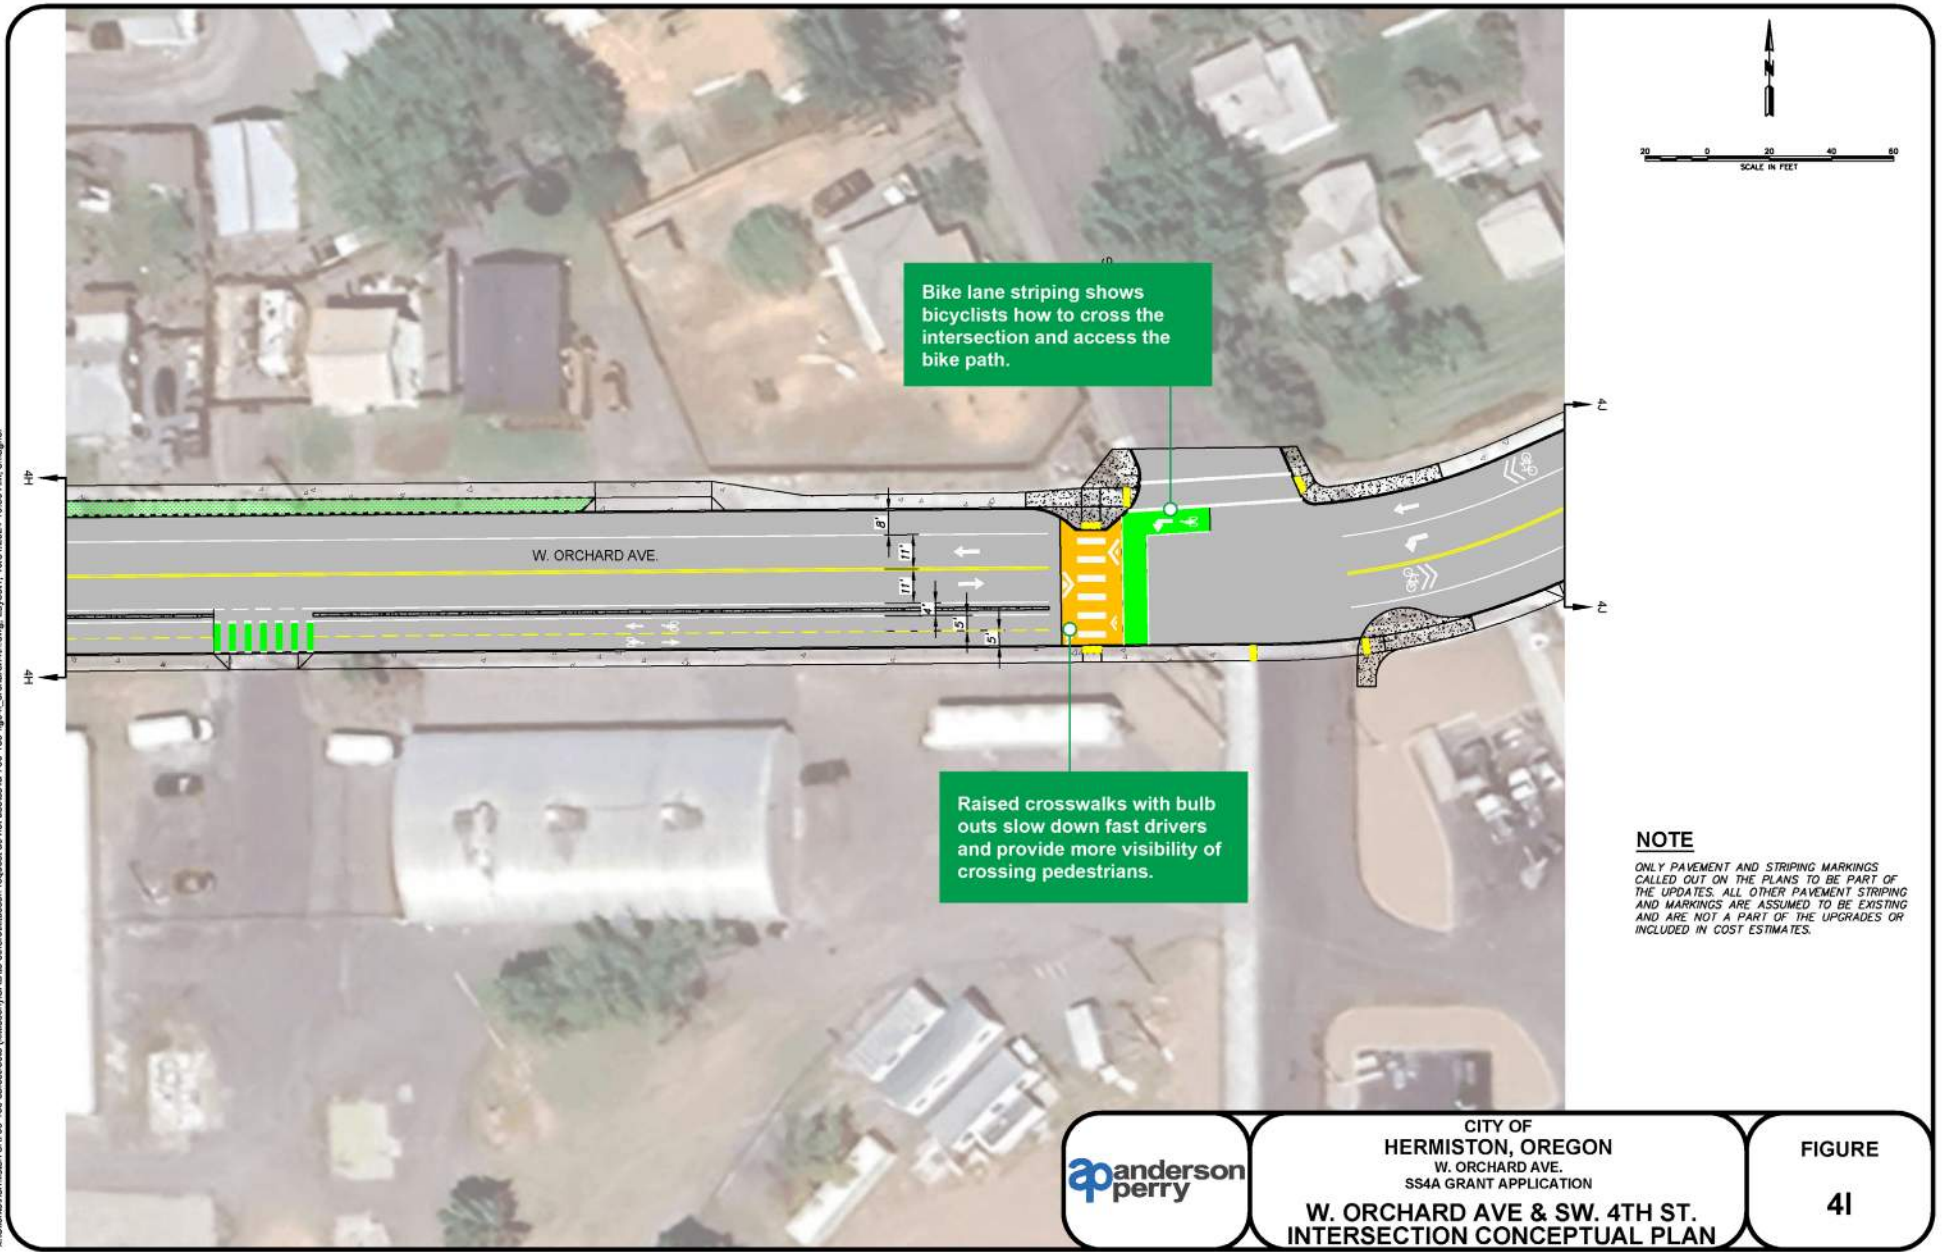 N
20 0 20 40 60
SCALE IN FEET
Bike lane striping shows
bicyclists how to cross the
intersection and access the
bike path.
4J
4H
8'
W. ORCHARD AVE.
11'
11'
4'
5'
5'
4J
4H
Raised crosswalks with bulb
outs slow down fast drivers
and provide more visibility of
crossing pedestrians.
NOTE
ONLY PAVEMENT AND STRIPING MARKINGS
CALLED OUT ON THE PLANS TO BE PART OF
THE UPDATES. ALL OTHER PAVEMENT STRIPING
AND MARKINGS ARE ASSUMED TO BE EXISTING
AND ARE NOT A PART OF THE UPGRADES OR
INCLUDED IN COST ESTIMATES.
ap anderson
perry
CITY OF
HERMISTON, OREGON
W. ORCHARD AVE.
SS4A GRANT APPLICATION
W. ORCHARD AVE & SW. 4TH ST.
INTERSECTION CONCEPTUAL PLAN
FIGURE
4I